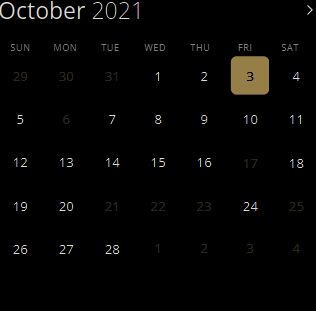 October 2021
SUN MON TUE WED THU FRI SAT
29 30 31 1 2 3 4
5 6 7 8 9 10 11
12 13 14 15 16 17 18
19 20 21 22 23 24 25
26 27 28 1 2 3 4